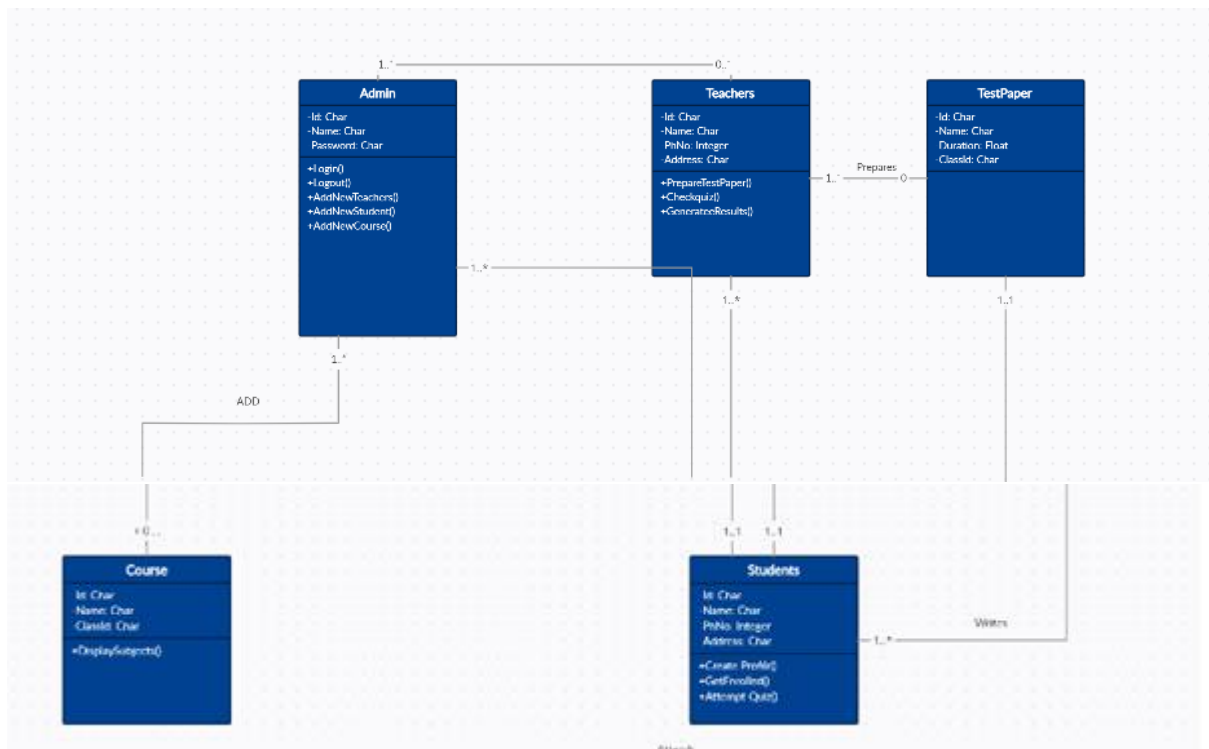 1..* 0..*
Admin
-Id: Char
-Name: Char
Password: Char
+Login()
+Logout()
+AddNewTeachers()
+AddNewStudent()
+AddNewCourse()
Teachers
-Id: Char
-Name: Char
PhNo: Integer
-Address: Char
+PrepareTestPaper()
+Checkquiz()
+GenerateeResults()
TestPaper
-Id: Char
-Name: Char
Duration: Float
-ClassId: Char
Prepares
1..* 0
1..*
1..*
1..1
1..*
ADD
1..1 1..1
Course
Id: Char
-Name: Char
-ClassId: Char
+DisplaySubjects()
Students
Id: Char
-Name: Char
PhNo: Integer
Address: Char
+Create Profile()
+GetEnrolled()
+Attempt Quiz()
Writes
1..*